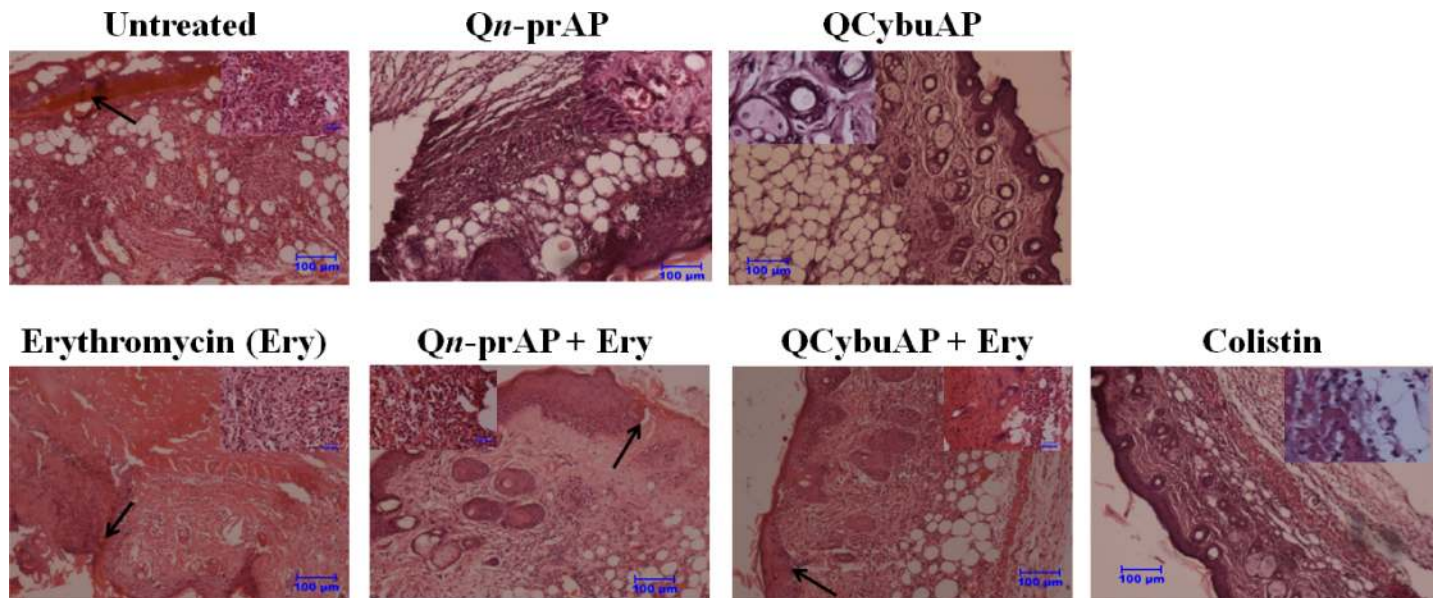 Untreated
Qn-prAP
QCybuAP
100 µm
100 µm
100 µm
Erythromycin (Ery)
Qn-prAP + Ery
QCybuAP + Ery
Colistin
100 µm
100 µm
100 µm
100 µm